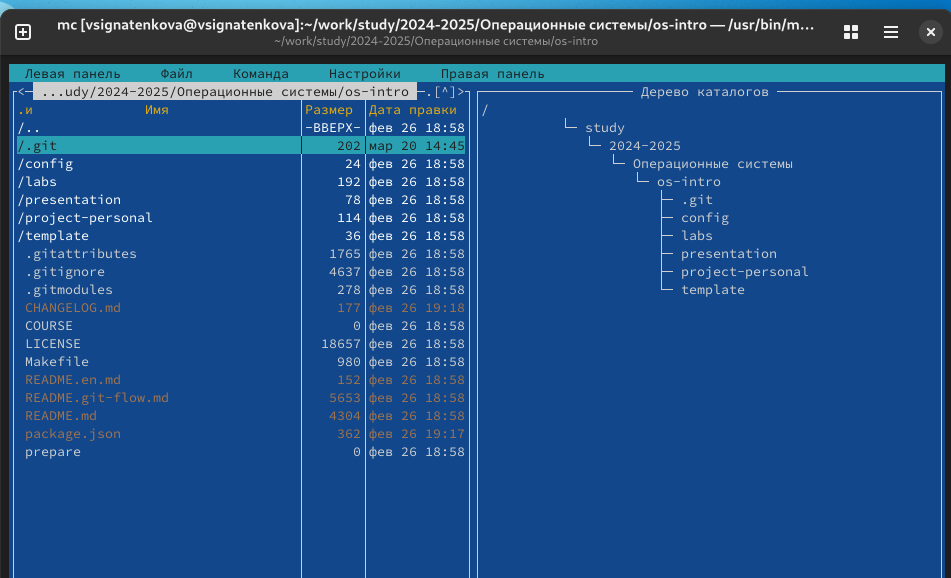 mc [vsignatenkova@vsignatenkova]:~/work/study/2024-2025/Операционные системы/os-intro — /usr/bin/m...
~/work/study/2024-2025/Операционные системы/os-intro
Левая панель Файл Команда Настройки Правая панель
<─ ...udy/2024-2025/Операционные системы/os-intro ─.[^]>
.и Имя Размер Дата правки
/.. -ВВЕРХ- фев 26 18:58
/.git 202 мар 20 14:45
/config 24 фев 26 18:58
/labs 192 фев 26 18:58
/presentation 78 фев 26 18:58
/project-personal 114 фев 26 18:58
/template 36 фев 26 18:58
.gitattributes 1765 фев 26 18:58
.gitignore 4637 фев 26 18:58
.gitmodules 278 фев 26 18:58
CHANGELOG.md 177 фев 26 19:18
COURSE 0 фев 26 18:58
LICENSE 18657 фев 26 18:58
Makefile 980 фев 26 18:58
README.en.md 152 фев 26 18:58
README.git-flow.md 5653 фев 26 18:58
README.md 4304 фев 26 18:58
package.json 362 фев 26 19:17
prepare 0 фев 26 18:58
Дерево каталогов
/
study
2024-2025
Операционные системы
os-intro
.git
config
labs
presentation
project-personal
template